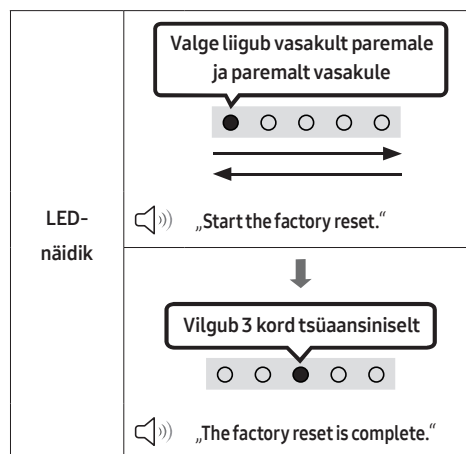 Valge liigub vasakult paremale
ja paremalt vasakule
LED-
näidik
„Start the factory reset.“
Vilgub 3 kord tsüaansiniselt
„The factory reset is complete.“